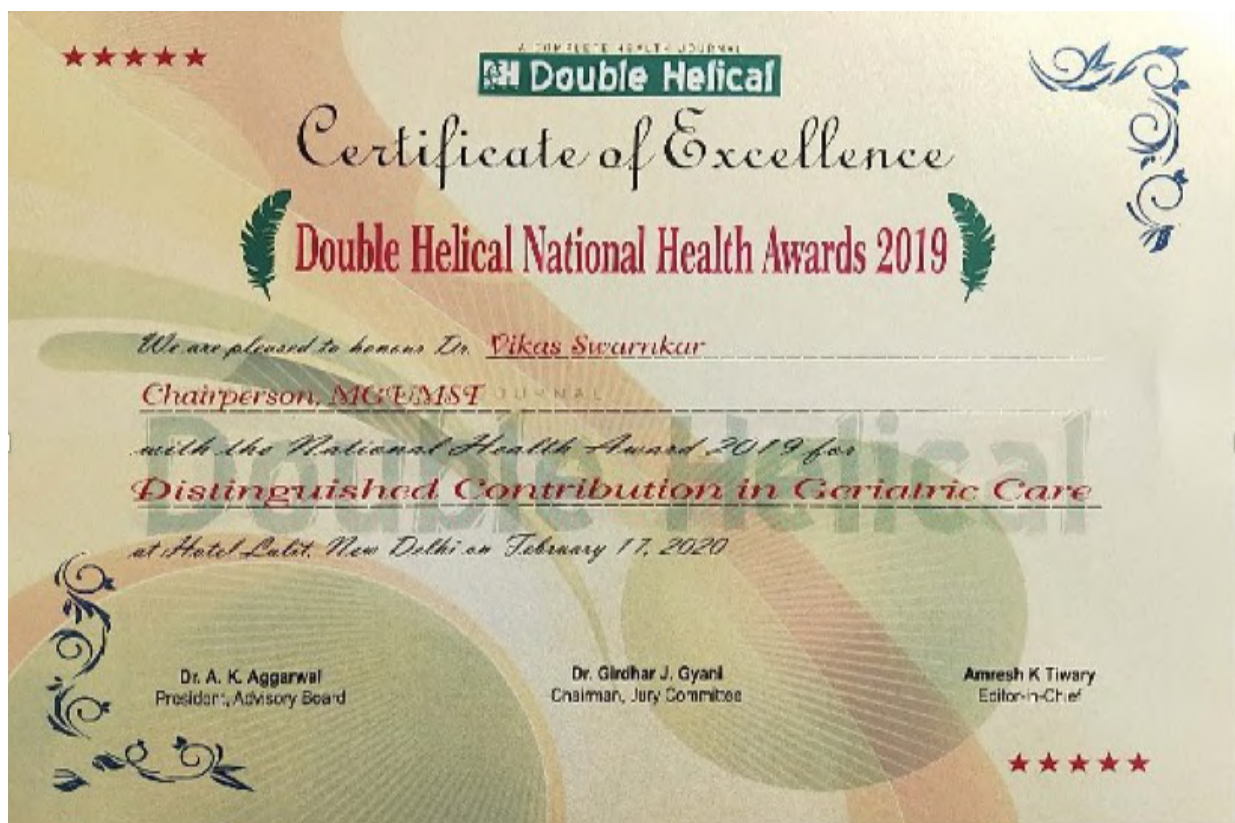 A COMPLETE HEALTH JOURNAL
DH Double Helical
Certificate of Excellence
Double Helical National Health Awards 2019
We are pleased to honour Dr. Vikas Swarnkar
Chairperson, MGUMST
JOURNAL
with the National Health Award 2019 for
Double Helical
Distinguished Contribution in Geriatric Care
at Hotel Lalit, New Delhi on February 17, 2020
Dr. A. K. Aggarwal
President, Advisory Board
Dr. Girdhar J. Gyani
Chairman, Jury Committee
Amresh K Tiwary
Editor-in-Chief